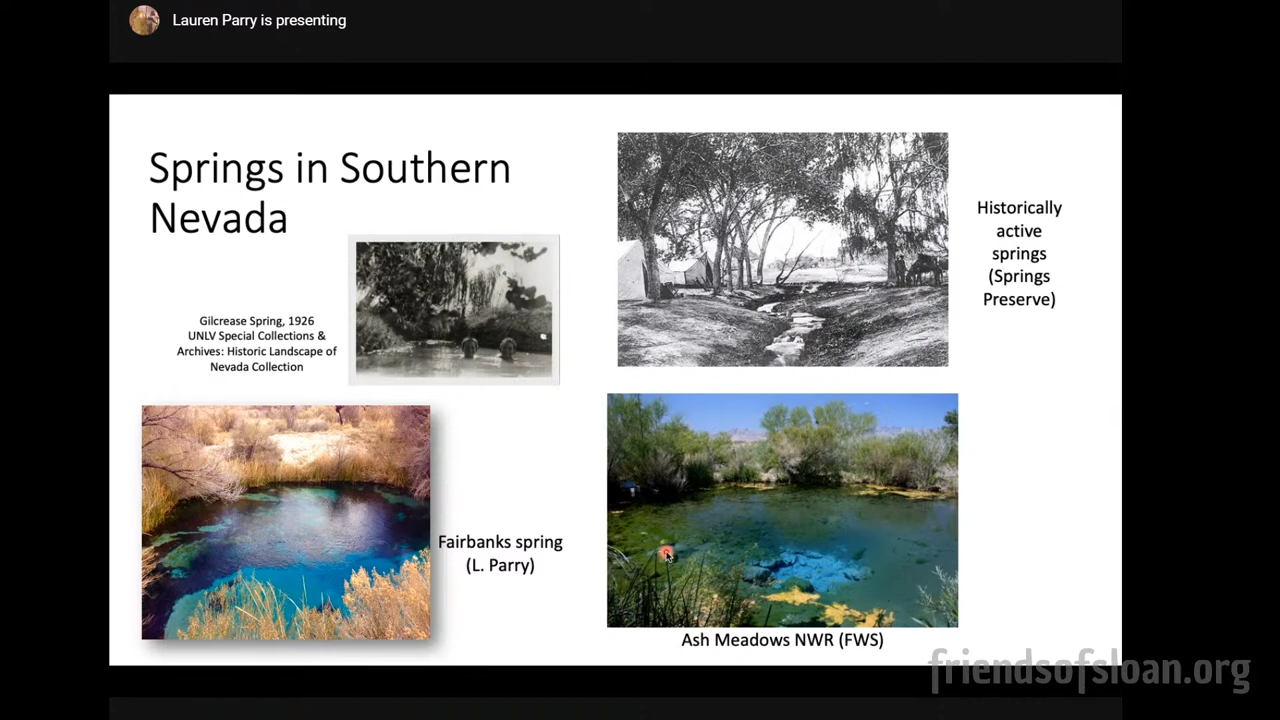 Lauren Parry is presenting
Springs in Southern
Nevada
Gilcrease Spring, 1926
UNLV Special Collections &
Archives: Historic Landscape of
Nevada Collection
Historically
active
springs
(Springs
Preserve)
Fairbanks spring
(L. Parry)
Ash Meadows NWR (FWS)
friendsofsloan.org